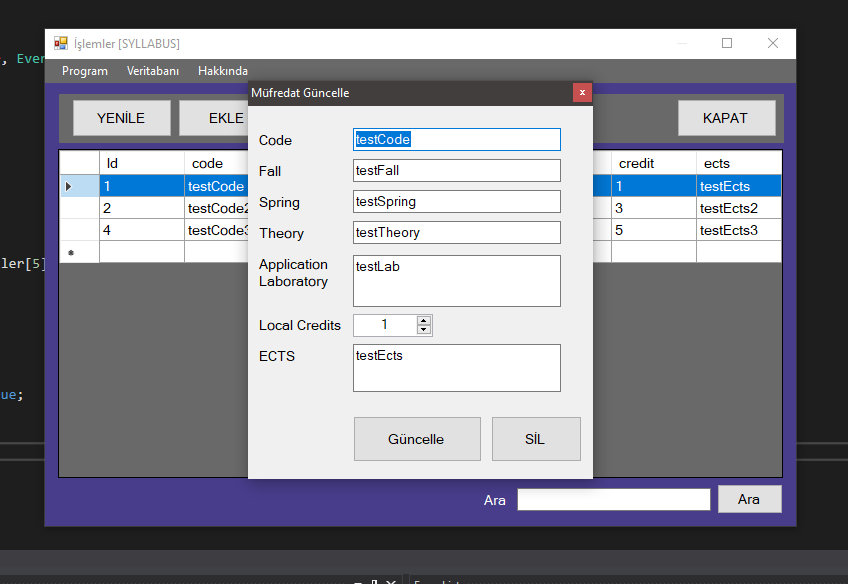 , Even
İşlemler [SYLLABUS]
Program Veritabanı Hakkında
Müfredat Güncelle x
YENİLE EKLE KAPAT
Code testCode
Id code credit ects
Fall testFall
1 testCode 1 testEcts
Spring testSpring
2 testCode2 3 testEcts2
Theory testTheory
4 testCode3 5 testEcts3
Application
Laboratory
testLab
ler[5]
Local Credits 1
ECTS testEcts
ue;
Güncelle SİL
Ara Ara